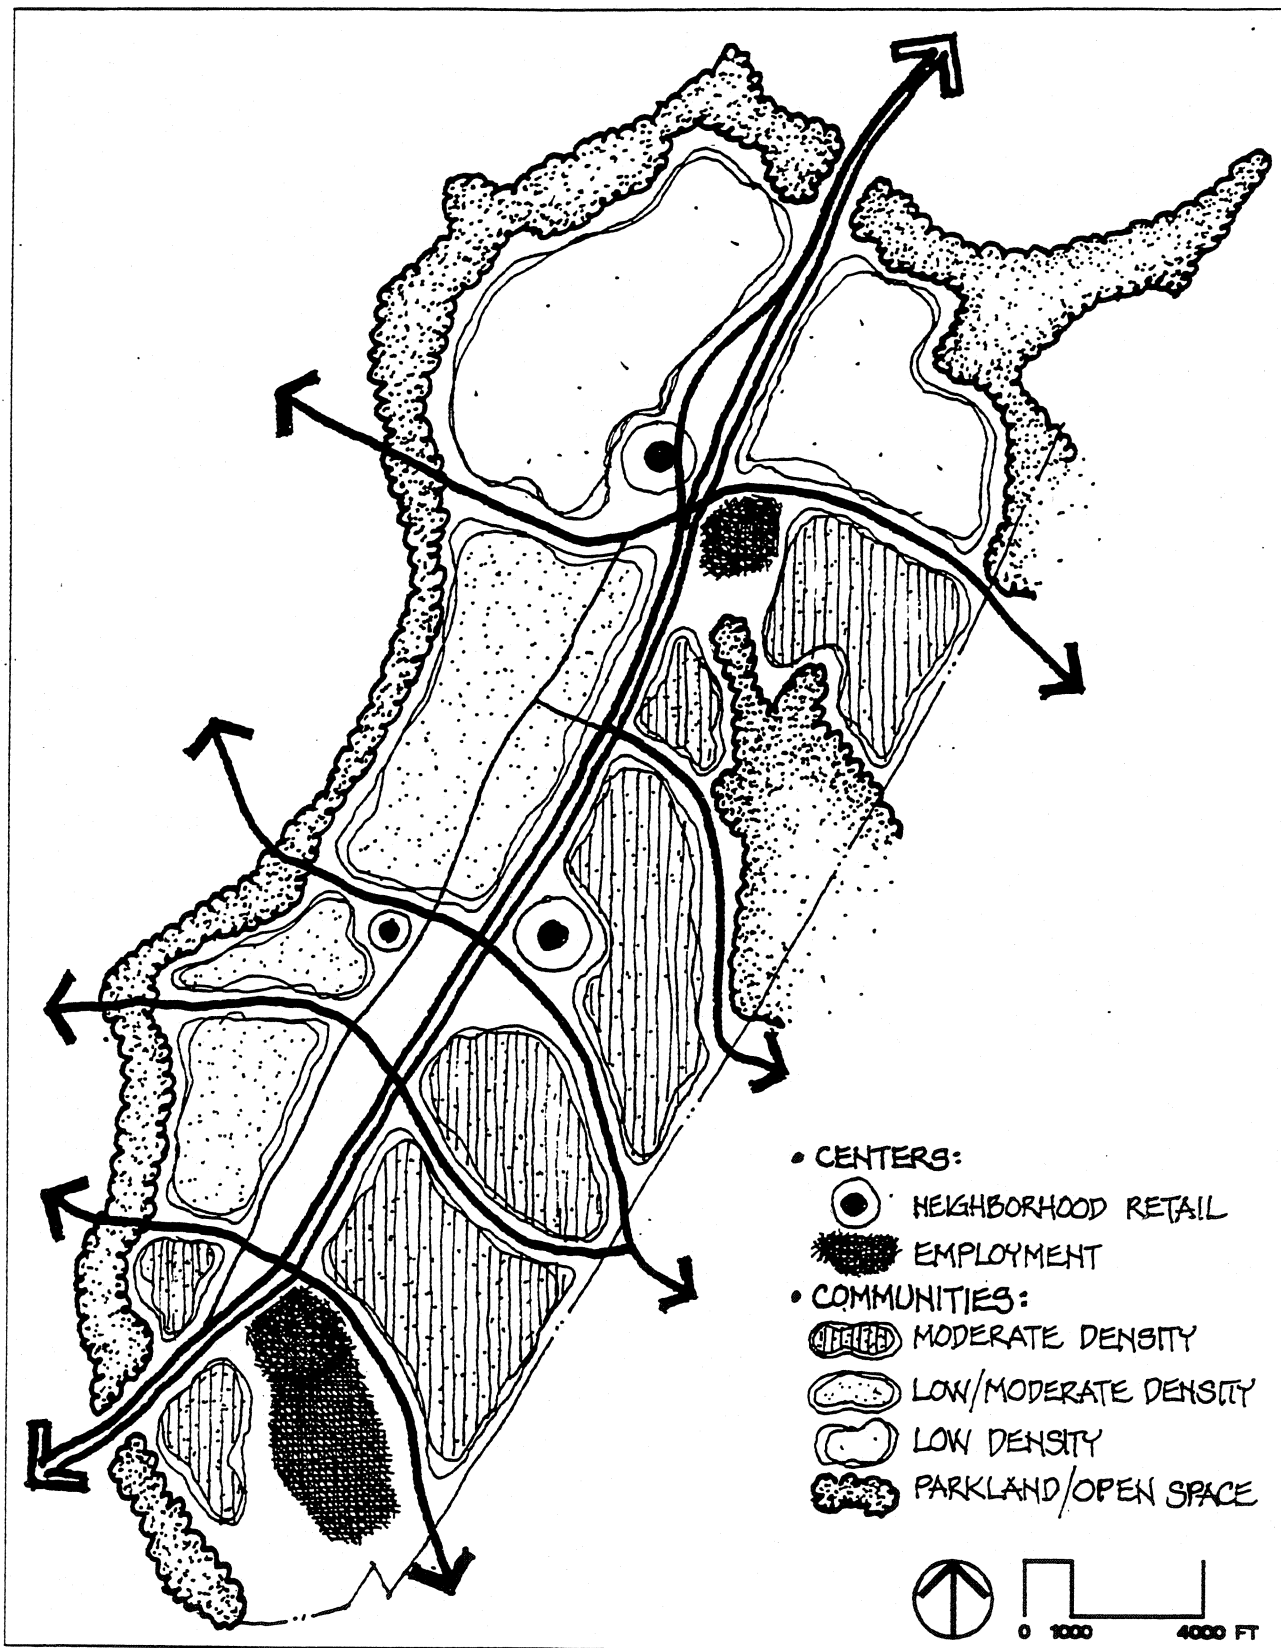 • CENTERS:
NEIGHBORHOOD RETAIL
EMPLOYMENT
• COMMUNITIES:
MODERATE DENSITY
LOW/MODERATE DENSITY
LOW DENSITY
PARKLAND/OPEN SPACE
0 1000 4000 FT